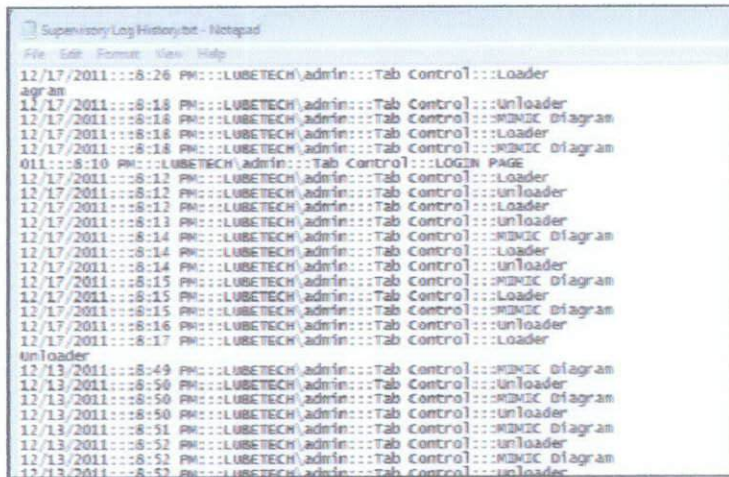 Supervisory Log History.txt - Notepad
File Edit Format View Help
12/17/2011:::8:26 PM:::LUBETECH\admin:::Tab Control:::Loader
agram
12/17/2011:::8:18 PM:::LUBETECH\admin:::Tab Control:::Unloader
12/17/2011:::8:18 PM:::LUBETECH\admin:::Tab Control:::MIMIC Diagram
12/17/2011:::8:18 PM:::LUBETECH\admin:::Tab Control:::Loader
12/17/2011:::8:18 PM:::LUBETECH\admin:::Tab Control:::MIMIC Diagram
011:::8:10 PM:::LUBETECH\admin:::Tab Control:::LOGIN PAGE
12/17/2011:::8:12 PM:::LUBETECH\admin:::Tab Control:::Loader
12/17/2011:::8:12 PM:::LUBETECH\admin:::Tab Control:::Unloader
12/17/2011:::8:12 PM:::LUBETECH\admin:::Tab Control:::Loader
12/17/2011:::8:13 PM:::LUBETECH\admin:::Tab Control:::Unloader
12/17/2011:::8:14 PM:::LUBETECH\admin:::Tab Control:::MIMIC Diagram
12/17/2011:::8:14 PM:::LUBETECH\admin:::Tab Control:::Loader
12/17/2011:::8:14 PM:::LUBETECH\admin:::Tab Control:::Unloader
12/17/2011:::8:15 PM:::LUBETECH\admin:::Tab Control:::MIMIC Diagram
12/17/2011:::8:15 PM:::LUBETECH\admin:::Tab Control:::Loader
12/17/2011:::8:15 PM:::LUBETECH\admin:::Tab Control:::MIMIC Diagram
12/17/2011:::8:16 PM:::LUBETECH\admin:::Tab Control:::Unloader
12/17/2011:::8:17 PM:::LUBETECH\admin:::Tab Control:::Loader
Unloader
12/13/2011:::8:49 PM:::LUBETECH\admin:::Tab Control:::MIMIC Diagram
12/13/2011:::8:50 PM:::LUBETECH\admin:::Tab Control:::Unloader
12/13/2011:::8:50 PM:::LUBETECH\admin:::Tab Control:::MIMIC Diagram
12/13/2011:::8:50 PM:::LUBETECH\admin:::Tab Control:::Unloader
12/13/2011:::8:51 PM:::LUBETECH\admin:::Tab Control:::MIMIC Diagram
12/13/2011:::8:52 PM:::LUBETECH\admin:::Tab Control:::Unloader
12/13/2011:::8:52 PM:::LUBETECH\admin:::Tab Control:::MIMIC Diagram
12/13/2011:::8:52 PM:::LUBETECH\admin:::Tab Control:::Unloader